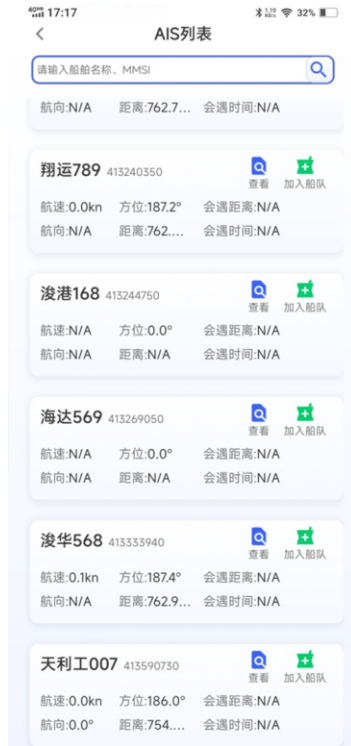 4G 17:17
32%
AIS列表
请输入船舶名称、MMSI
航向:N/A 距离:762.7... 会遇时间:N/A
翔运789 413240350 查看 加入船队
航速:0.0kn 方位:187.2° 会遇距离:N/A
航向:N/A 距离:762.... 会遇时间:N/A
浚港168 413244750 查看 加入船队
航速:N/A 方位:0.0° 会遇距离:N/A
航向:N/A 距离:N/A 会遇时间:N/A
海达569 413269050 查看 加入船队
航速:N/A 方位:0.0° 会遇距离:N/A
航向:N/A 距离:N/A 会遇时间:N/A
浚华568 413333940 查看 加入船队
航速:0.1kn 方位:187.4° 会遇距离:N/A
航向:N/A 距离:762.9... 会遇时间:N/A
天利工007 413590730 查看 加入船队
航速:0.0kn 方位:186.0° 会遇距离:N/A
航向:0.0° 距离:754.... 会遇时间:N/A